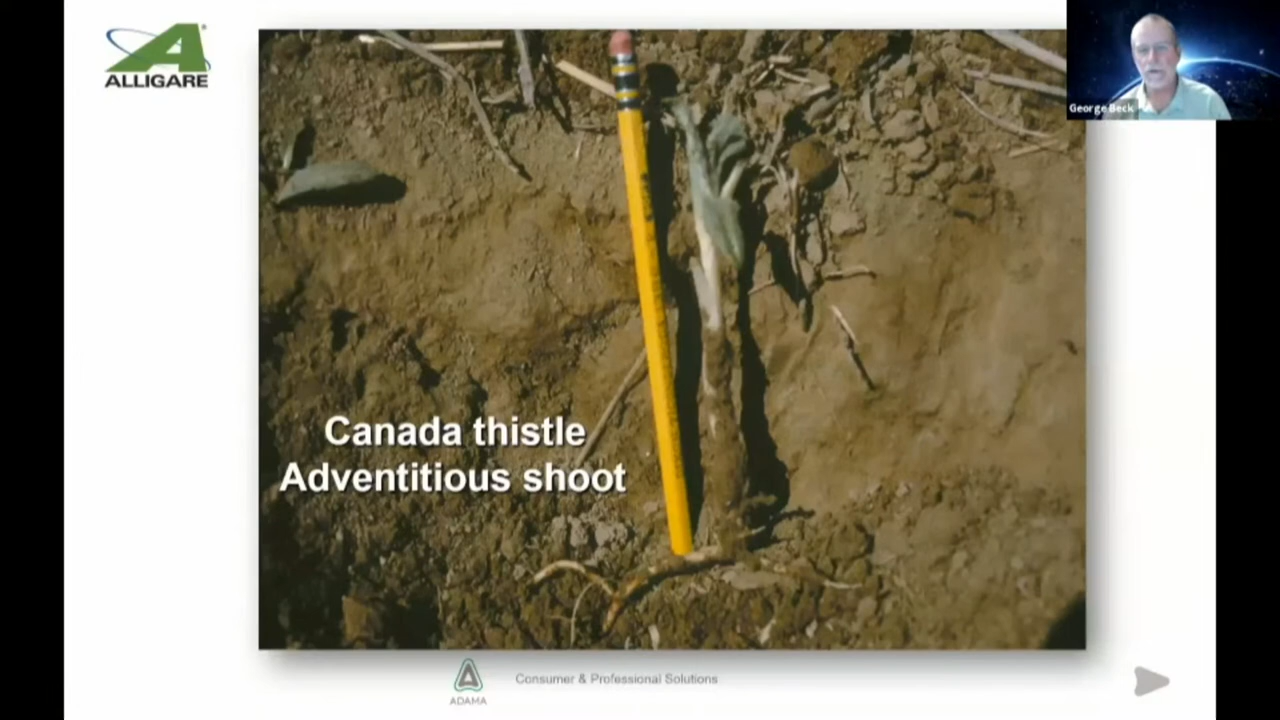 ALLIGARE
George Beck
Canada thistle
Adventitious shoot
ADAMA
Consumer & Professional Solutions